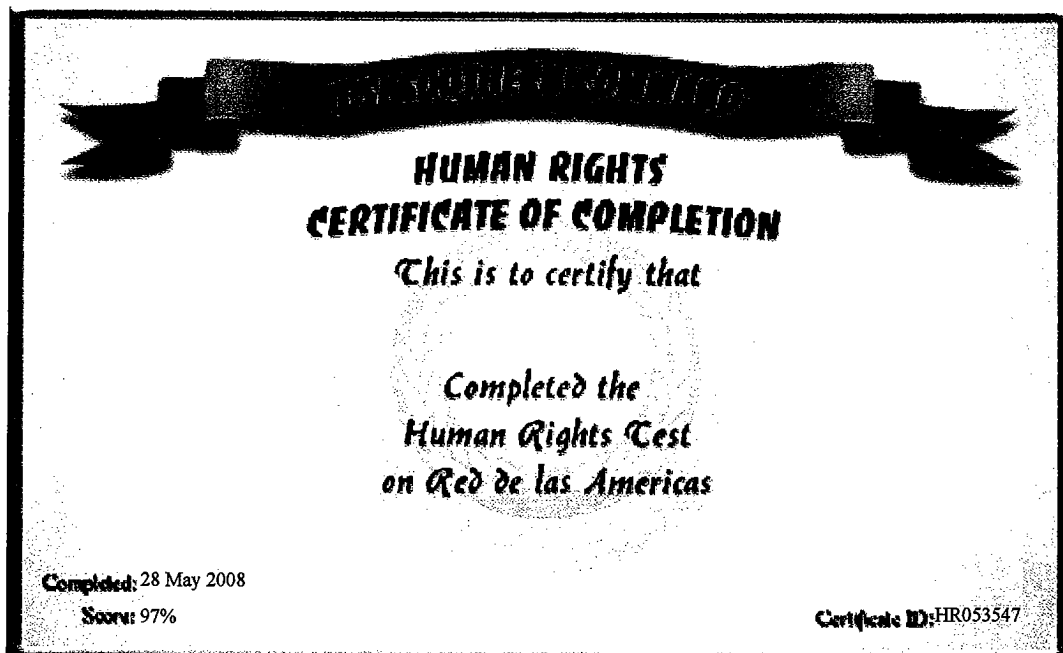 HUMAN RIGHTS
CERTIFICATE OF COMPLETION
This is to certify that
Completed the
Human Rights Test
on Red de las Americas
Completed: 28 May 2008
Score: 97%
Certificate ID: HR053547